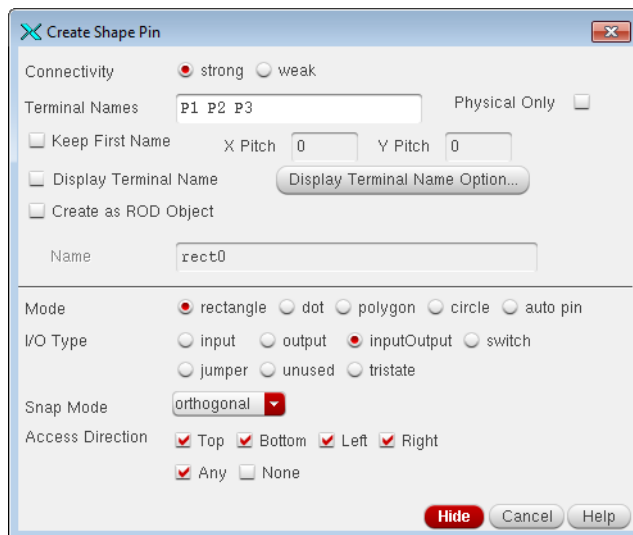 Create Shape Pin
Connectivity strong weak
Terminal Names P1 P2 P3 Physical Only
Keep First Name X Pitch 0 Y Pitch 0
Display Terminal Name Display Terminal Name Option...
Create as ROD Object
Name rect0
Mode rectangle dot polygon circle auto pin
I/O Type input output inputOutput switch
jumper unused tristate
Snap Mode orthogonal
Access Direction Top Bottom Left Right
Any None
Hide Cancel Help